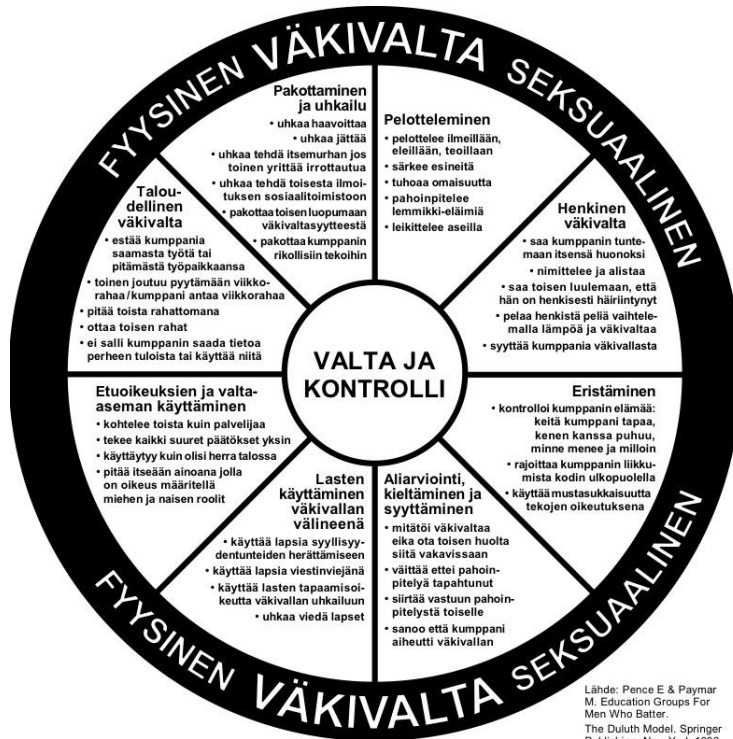 FYYSINEN VÄKIVALTA SEKSUAALINEN
Pakottaminen
ja uhkailu
• uhkaa haavoittaa
• uhkaa jättää
• uhkaa tehdä itsemurhan jos
toinen yrittää irrottautua
• uhkaa tehdä toisesta ilmoi-
tuksen sosiaalitoimistoon
• pakottaa toisen luopumaan
väkivaltasyytteestä
• pakottaa kumppanin
rikollisiin tekoihin
Pelotteleminen
• pelottelee ilmeillään,
eleillään, teoillaan
• särkee esineitä
• tuhoaa omaisuutta
• pahoinpitelee
lemmikki-eläimiä
• leikittelee aseilla
Henkinen
väkivalta
• saa kumppanin tunte-
maan itsensä huonoksi
• nimittelee ja alistaa
• saa toisen luulemaan, että
hän on henkisesti häiriintynyt
• pelaa henkistä peliä vaihtele-
malla lämpöä ja väkivaltaa
• syyttää kumppania väkivallasta
Eristäminen
• kontrolloi kumppanin elämää:
keitä kumppani tapaa,
kenen kanssa puhuu,
minne menee ja milloin
• rajoittaa kumppanin liikku-
mista kodin ulkopuolella
• käyttää mustasukkaisuutta
tekojen oikeutuksena
Aliarviointi,
kieltäminen ja
syyttäminen
• mitätöi väkivaltaa
eika ota toisen huolta
siitä vakavissaan
• väittää ettei pahoin-
pitelyä tapahtunut
• siirtää vastuun pahoin-
pitelystä toiselle
• sanoo että kumppani
aiheutti väkivallan
Lasten
käyttäminen
väkivallan
välineenä
• käyttää lapsia syyllisyy-
dentunteiden herättämiseen
• käyttää lapsia viestinviejänä
• käyttää lasten tapaamisoi-
keutta väkivallan uhkailuun
• uhkaa viedä lapset
Etuoikeuksien ja valta-
aseman käyttäminen
• kohtelee toista kuin palvelijaa
• tekee kaikki suuret päätökset yksin
• käyttäytyy kuin olisi herra talossa
• pitää itseään ainoana jolla
on oikeus määritellä
miehen ja naisen roolit
Talou-
dellinen
väkivalta
• estää kumppania
saamasta työtä tai
pitämästä työpaikkaansa
• toinen joutuu pyytämään viikko-
rahaa/kumppani antaa viikkorahaa
• pitää toista rahattomana
• ottaa toisen rahat
• ei salli kumppanin saada tietoa
perheen tuloista tai käyttää niitä
VALTA JA
KONTROLLI
FYYSINEN VÄKIVALTA SEKSUAALINEN
Lähde: Pence E & Paymar
M. Education Groups For
Men Who Batter.
The Duluth Model. Springer